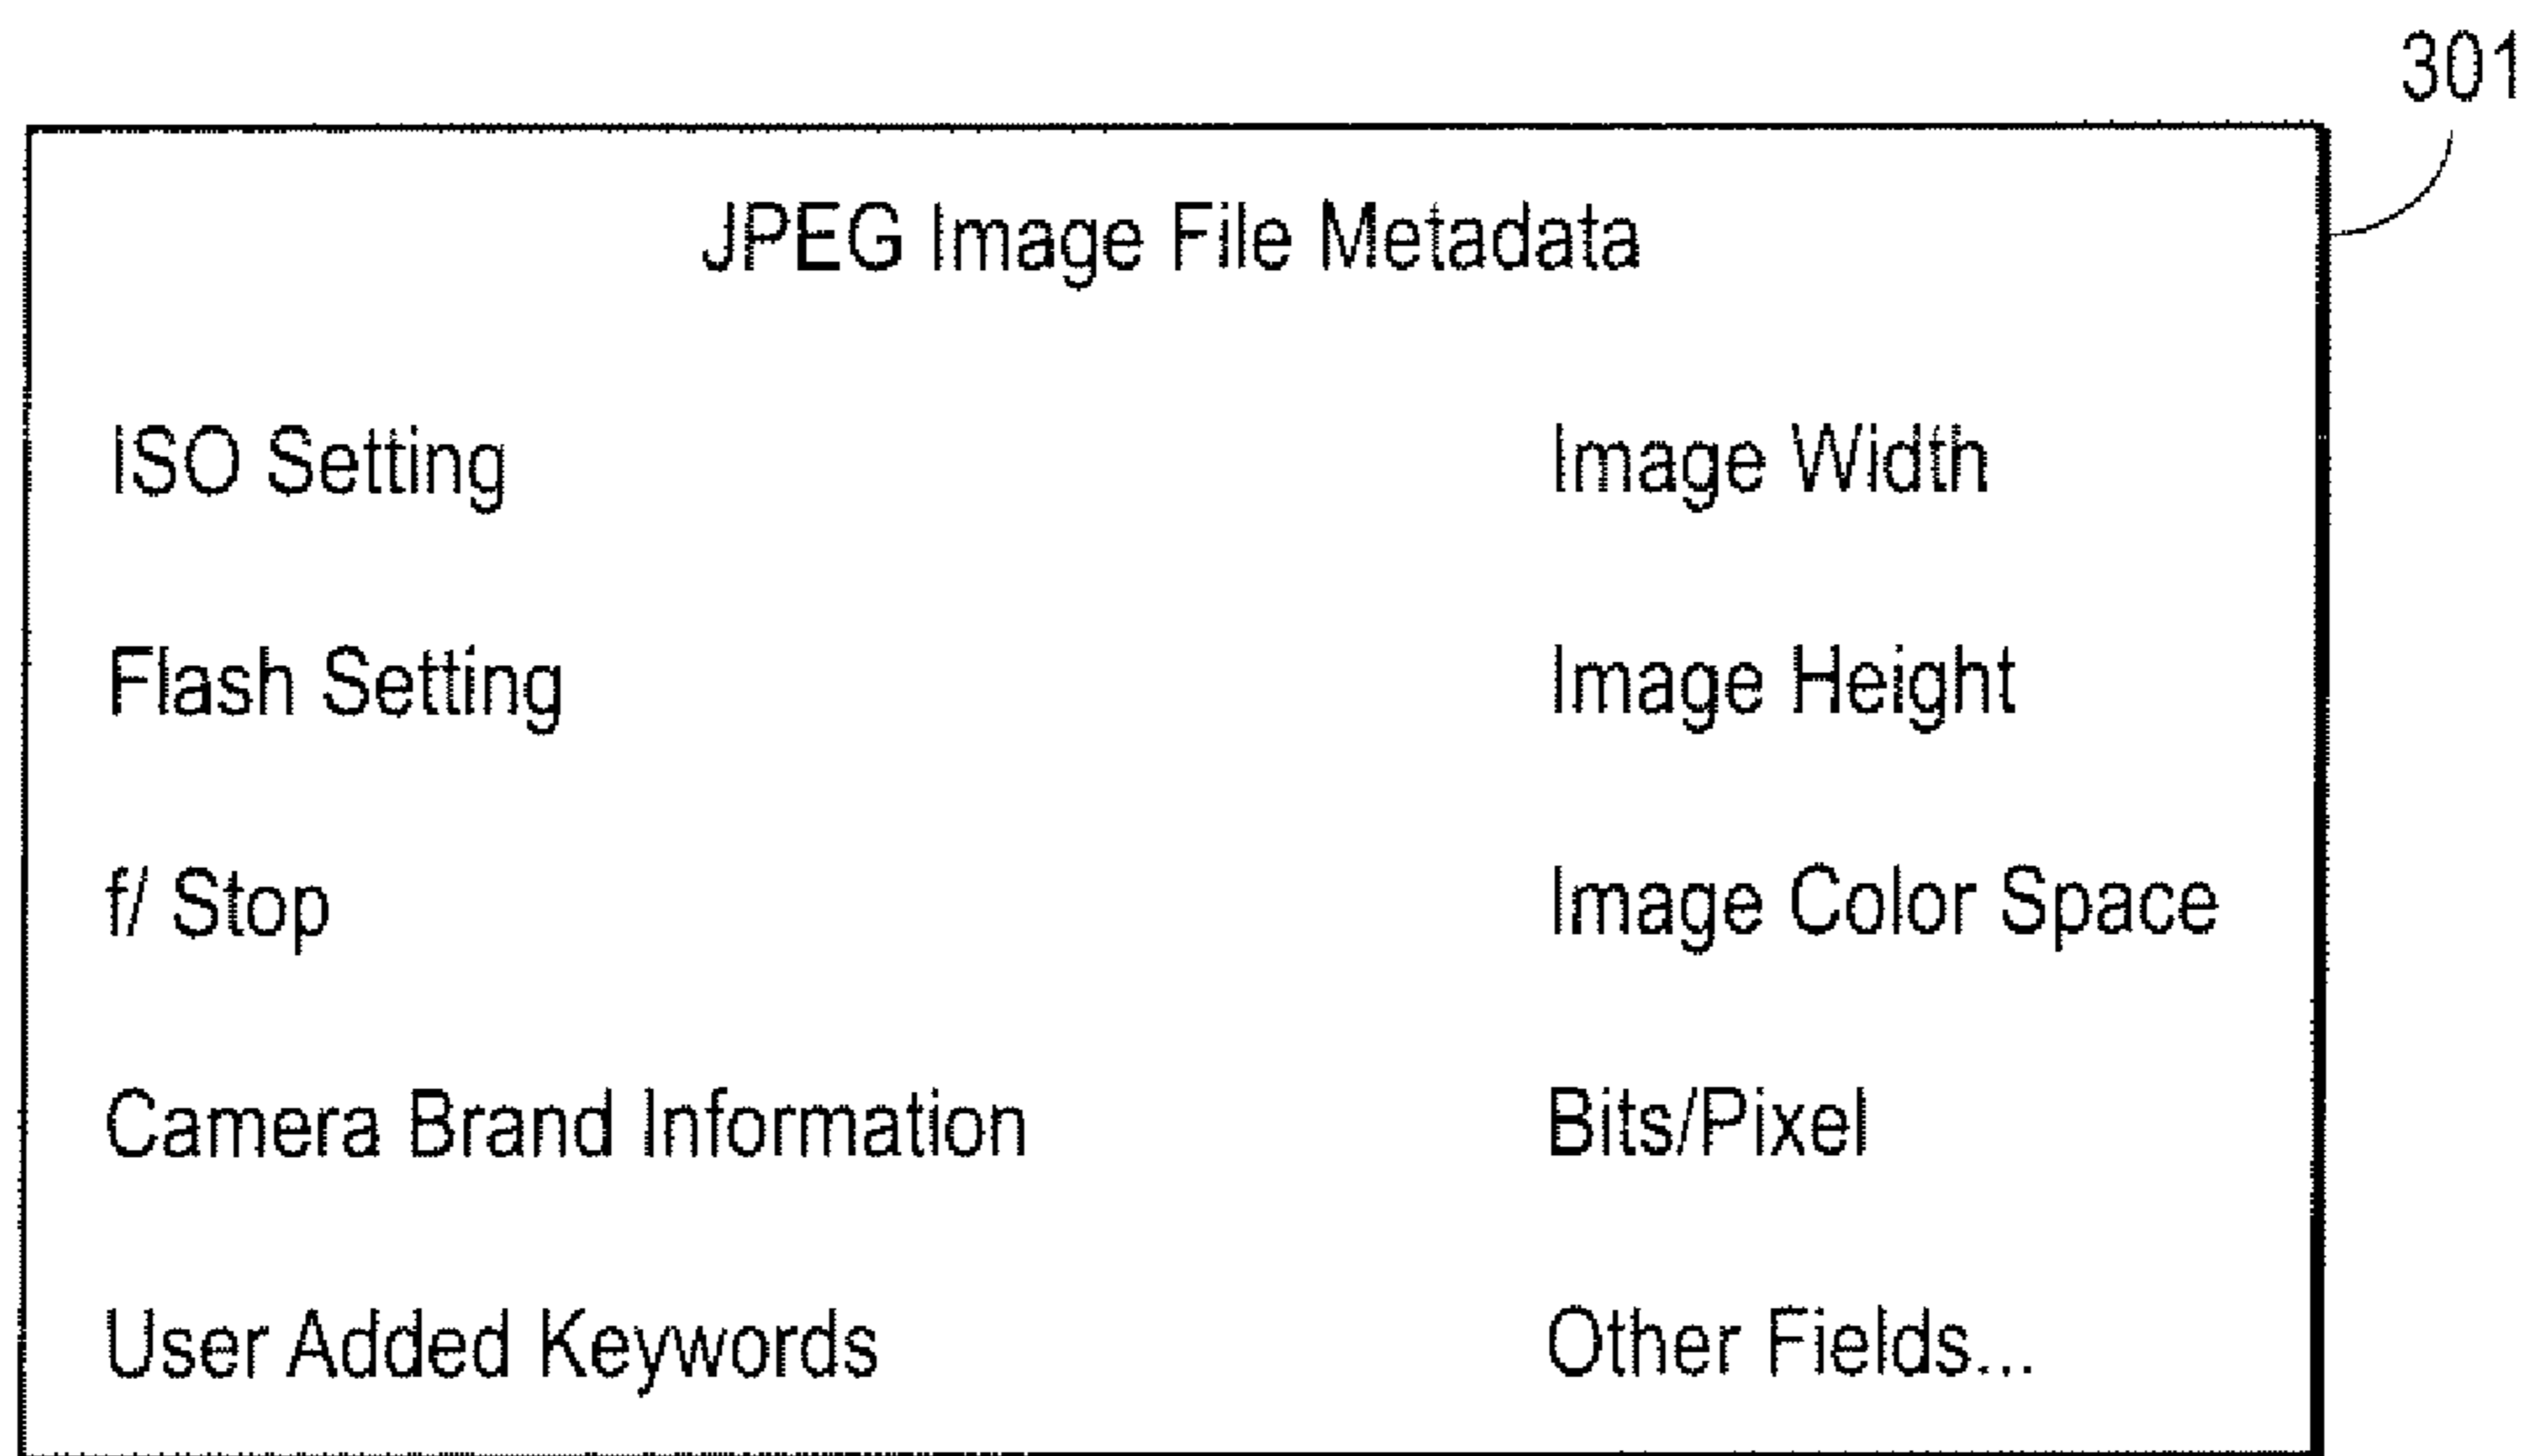 301
JPEG Image File Metadata
ISO Setting
Image Width
Flash Setting
Image Height
f/ Stop
Image Color Space
Camera Brand Information
Bits/Pixel
User Added Keywords
Other Fields...